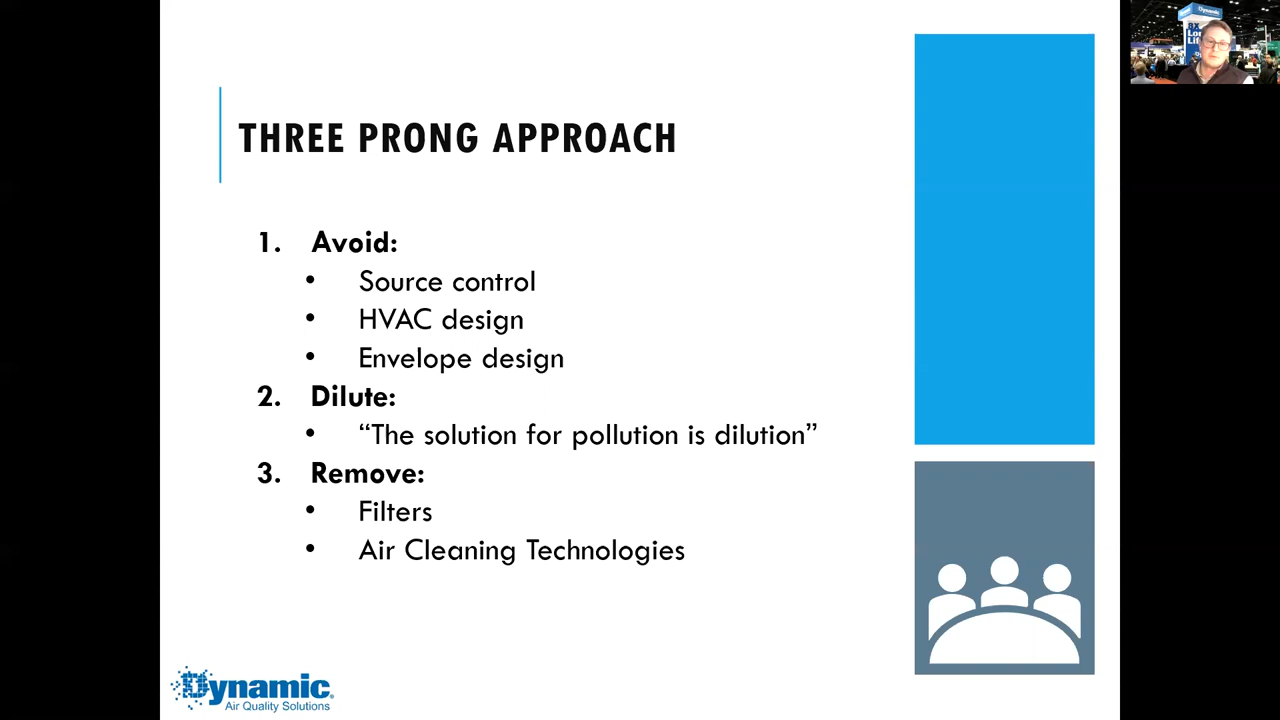 THREE PRONG APPROACH
1. Avoid:
• Source control
• HVAC design
• Envelope design
2. Dilute:
• “The solution for pollution is dilution”
3. Remove:
• Filters
• Air Cleaning Technologies
Dynamic
Air Quality Solutions
Dynamic